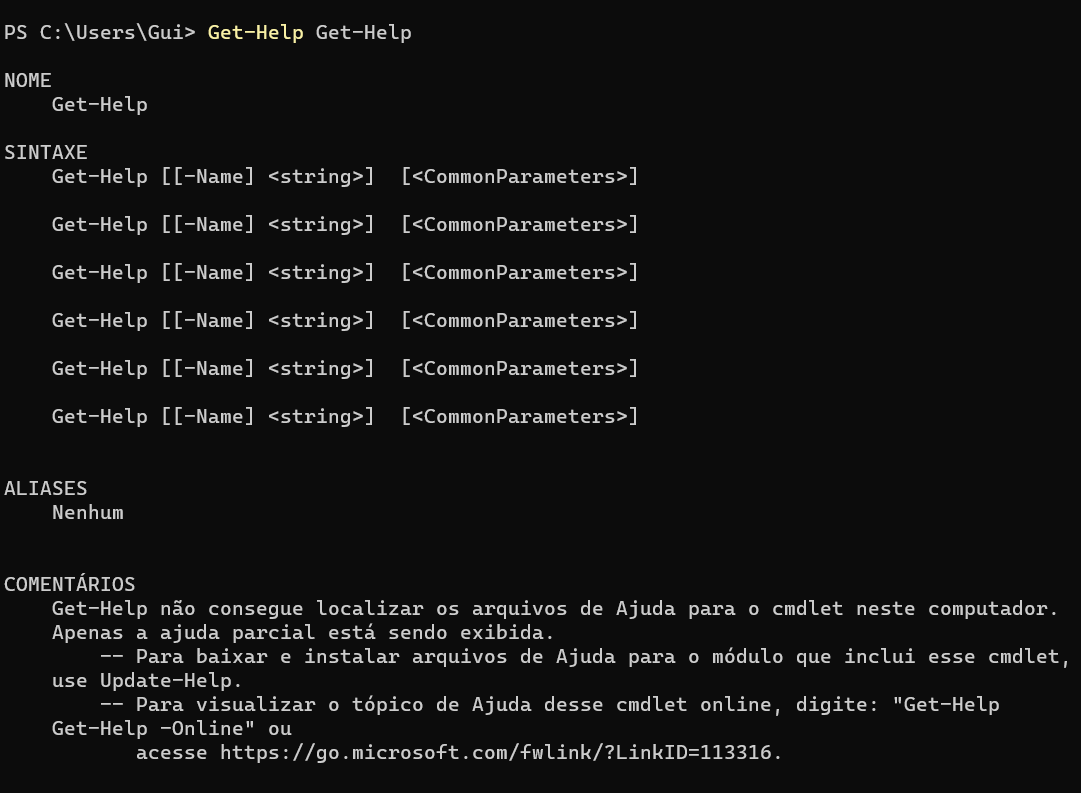 PS C:\Users\Gui> Get-Help Get-Help
NOME
Get-Help
SINTAXE
Get-Help [[-Name] <string>]  [<CommonParameters>]
Get-Help [[-Name] <string>]  [<CommonParameters>]
Get-Help [[-Name] <string>]  [<CommonParameters>]
Get-Help [[-Name] <string>]  [<CommonParameters>]
Get-Help [[-Name] <string>]  [<CommonParameters>]
Get-Help [[-Name] <string>]  [<CommonParameters>]
ALIASES
Nenhum
COMENTÁRIOS
Get-Help não consegue localizar os arquivos de Ajuda para o cmdlet neste computador.
Apenas a ajuda parcial está sendo exibida.
-- Para baixar e instalar arquivos de Ajuda para o módulo que inclui esse cmdlet,
use Update-Help.
-- Para visualizar o tópico de Ajuda desse cmdlet online, digite: "Get-Help
Get-Help -Online" ou
acesse https://go.microsoft.com/fwlink/?LinkID=113316.